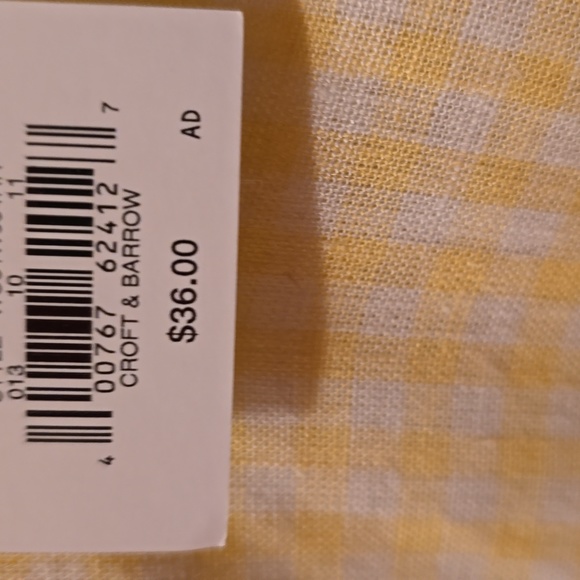 013 10 11
4 00767 62412 7
CROFT & BARROW
$36.00 AD